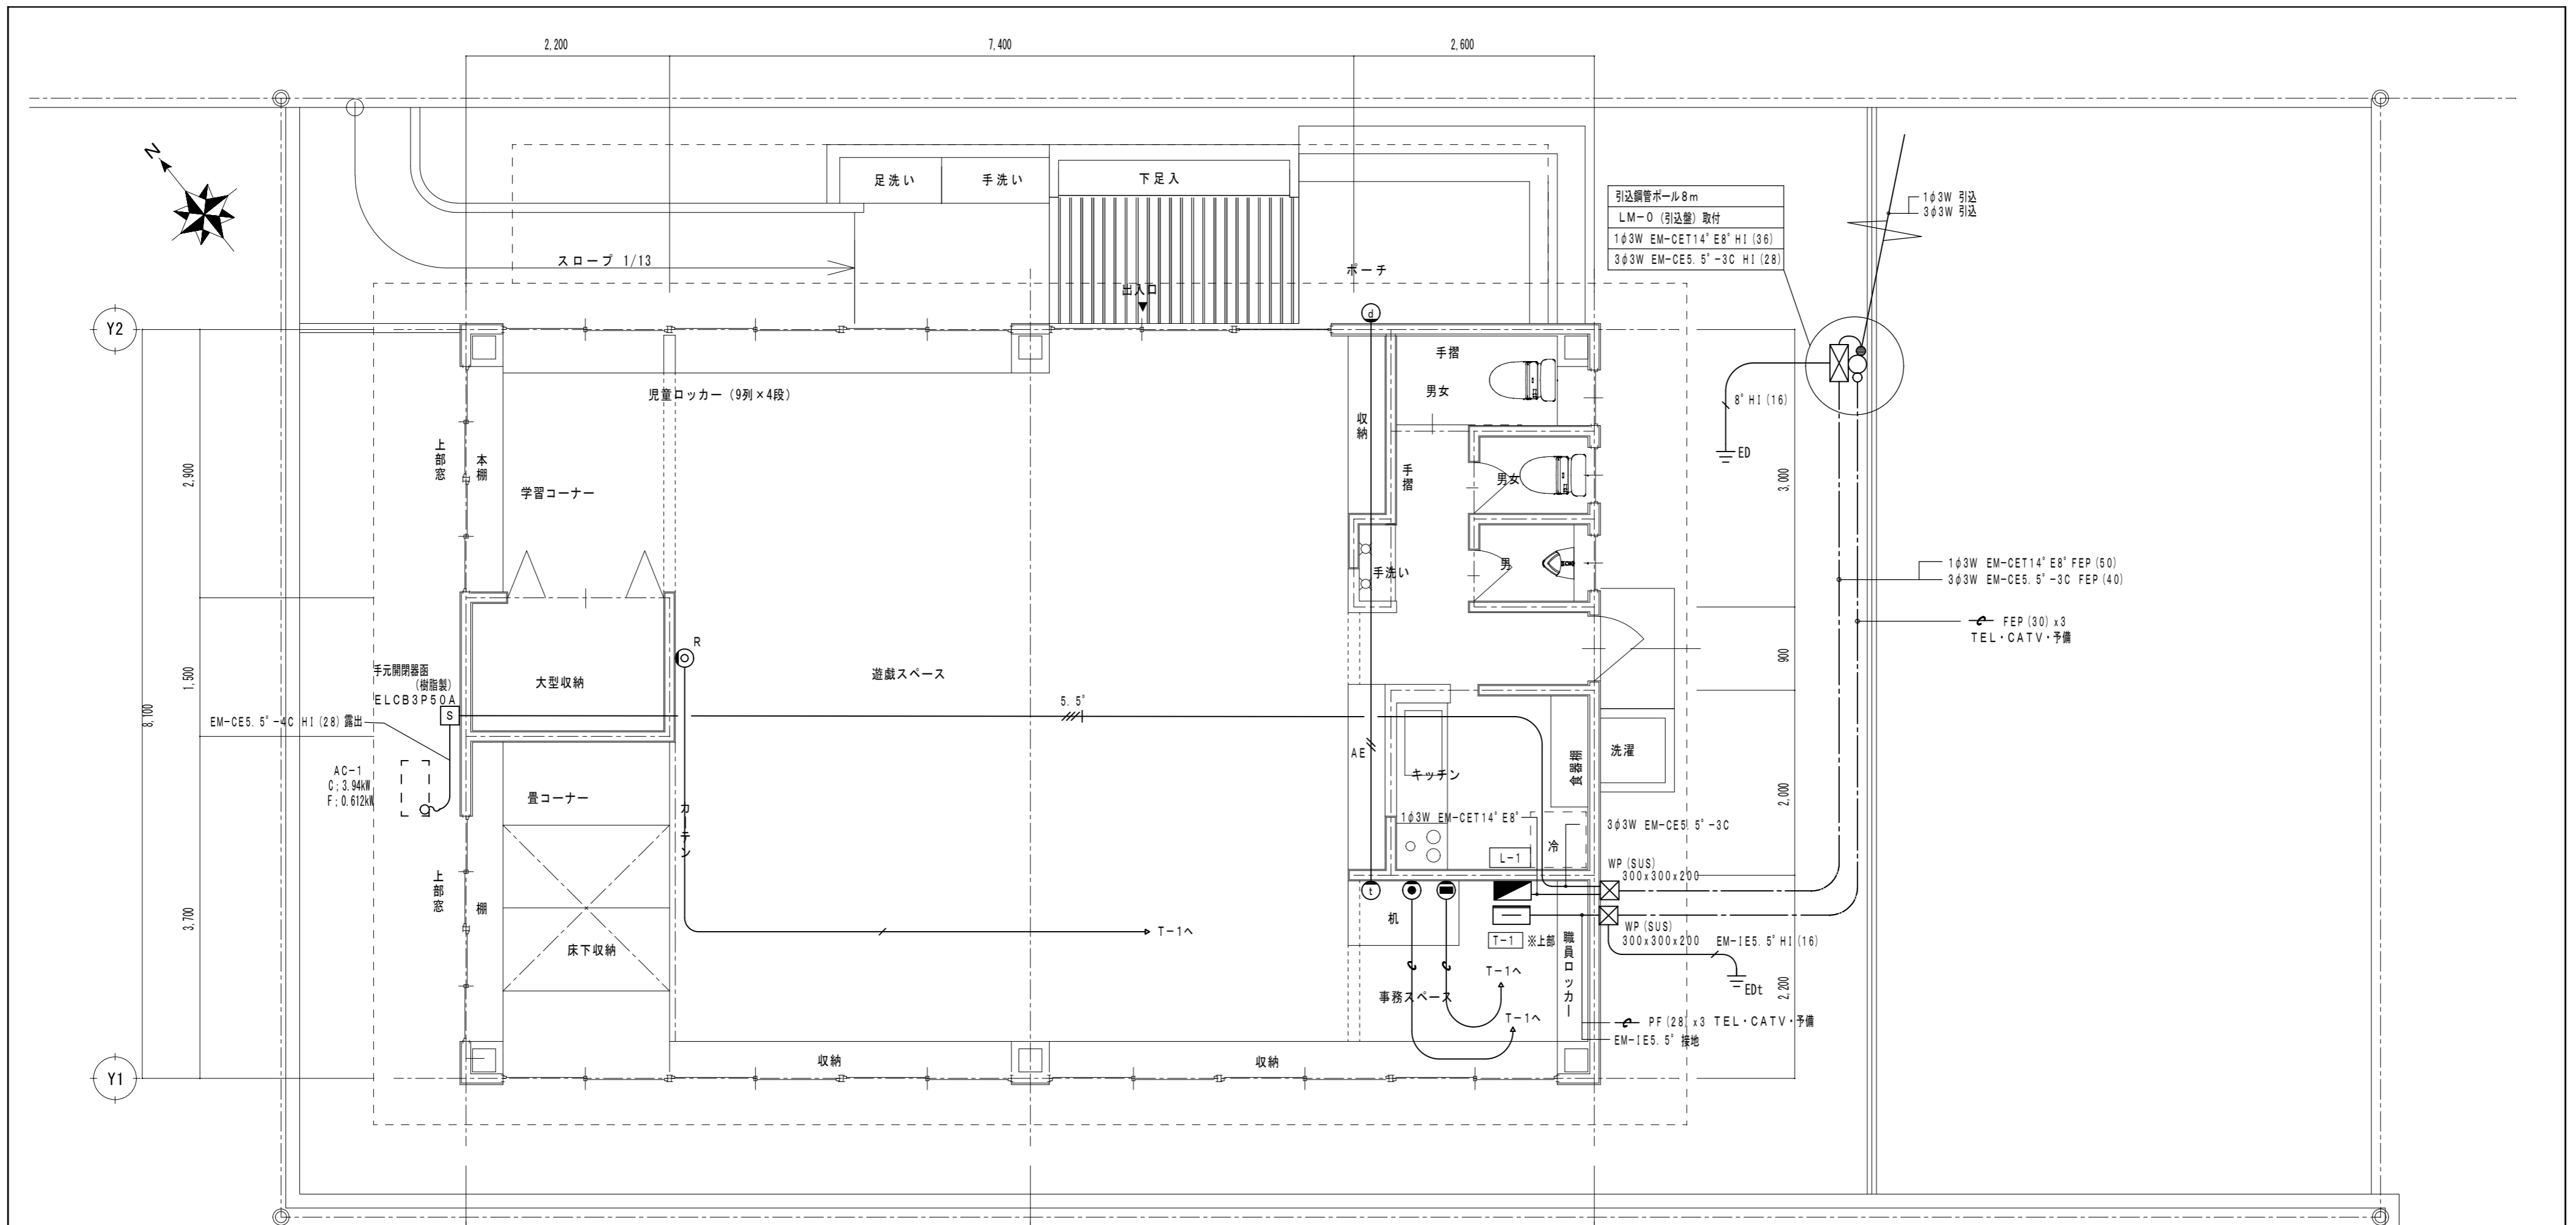 2,200
7,400
2,600
N
足洗い
手洗い
下足入
スロープ 1/13
ポーチ
出入口
引込鋼管ポール8m
LM-0 (引込盤) 取付
1φ3W EM-CET14° E8° HI (36)
3φ3W EM-CE5.5°-3C HI (28)
1φ3W 引込
3φ3W 引込
Y2
d
手摺
男女
児童ロッカー (9列×4段)
収納
8° HI (16)
ED
上部窓
本棚
2,900
学習コーナー
手摺
男女
3,000
手洗い
男
1φ3W EM-CET14° E8° FEP (50)
3φ3W EM-CE5.5°-3C FEP (40)
FEP (30) x3
TEL・CATV・予備
R
手元開閉器函
(樹脂製)
ELCB3P50A
S
大型収納
遊戯スペース
1,500
900
8,100
EM-CE5.5°-4C HI (28) 露出
5.5°
AE
キッチン
食器棚
洗濯
AC-1
C; 3.94kW
F; 0.612kW
畳コーナー
カーテン
2,000
1φ3W EM-CET14° E8°
3φ3W EM-CE5.5°-3C
L-1
冷
WP (SUS)
300x300x200
上部窓
棚
3,700
t
机
T-1へ
床下収納
T-1
※上部
職員ロッカー
WP (SUS)
300x300x200
EM-IE5.5° HI (16)
EDt
2,200
T-1へ
事務スペース
T-1へ
PF (28) x3 TEL・CATV・予備
EM-IE5.5° 接地
収納
収納
Y1